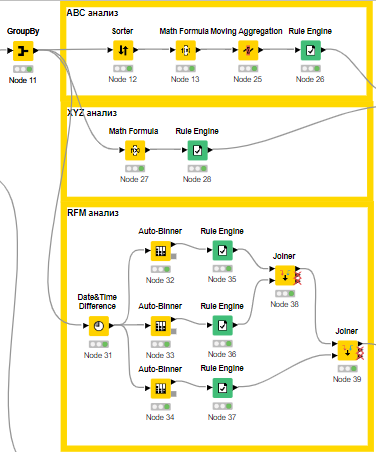 ABC анализ
GroupBy
Sorter
Math Formula
Moving Aggregation
Rule Engine
Node 11
Node 12
Node 13
Node 25
Node 26
XYZ анализ
Math Formula
Rule Engine
Node 27
Node 28
RFM анализ
Auto-Binner
Rule Engine
Node 32
Node 35
Joiner
Node 38
Date&Time
Difference
Node 31
Auto-Binner
Rule Engine
Node 33
Node 36
Joiner
Node 39
Auto-Binner
Rule Engine
Node 34
Node 37